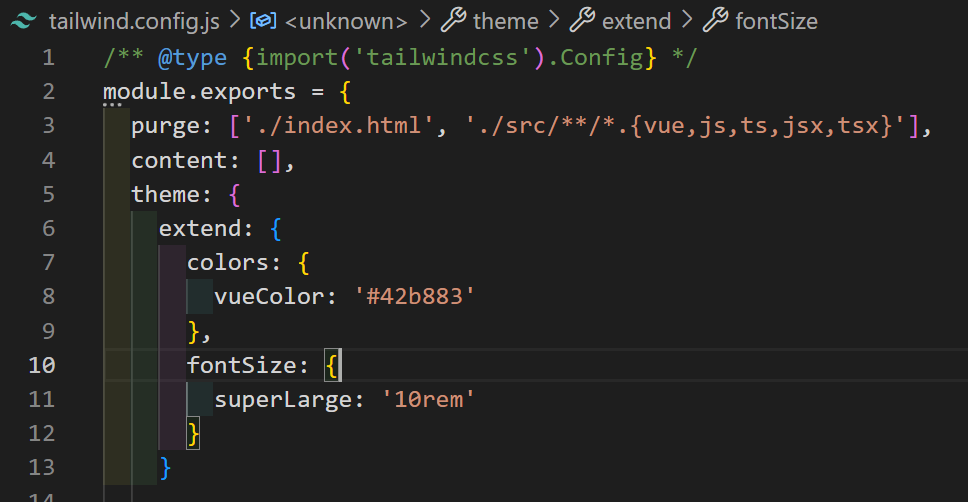 tailwind.config.js > <unknown> > theme > extend > fontSize
1 /** @type {import('tailwindcss').Config} */
2 module.exports = {
3 purge: ['./index.html', './src/**/*.{vue,js,ts,jsx,tsx}'],
4 content: [],
5 theme: {
6 extend: {
7 colors: {
8 vueColor: '#42b883'
9 },
10 fontSize: {
11 superLarge: '10rem'
12 }
13 }
14